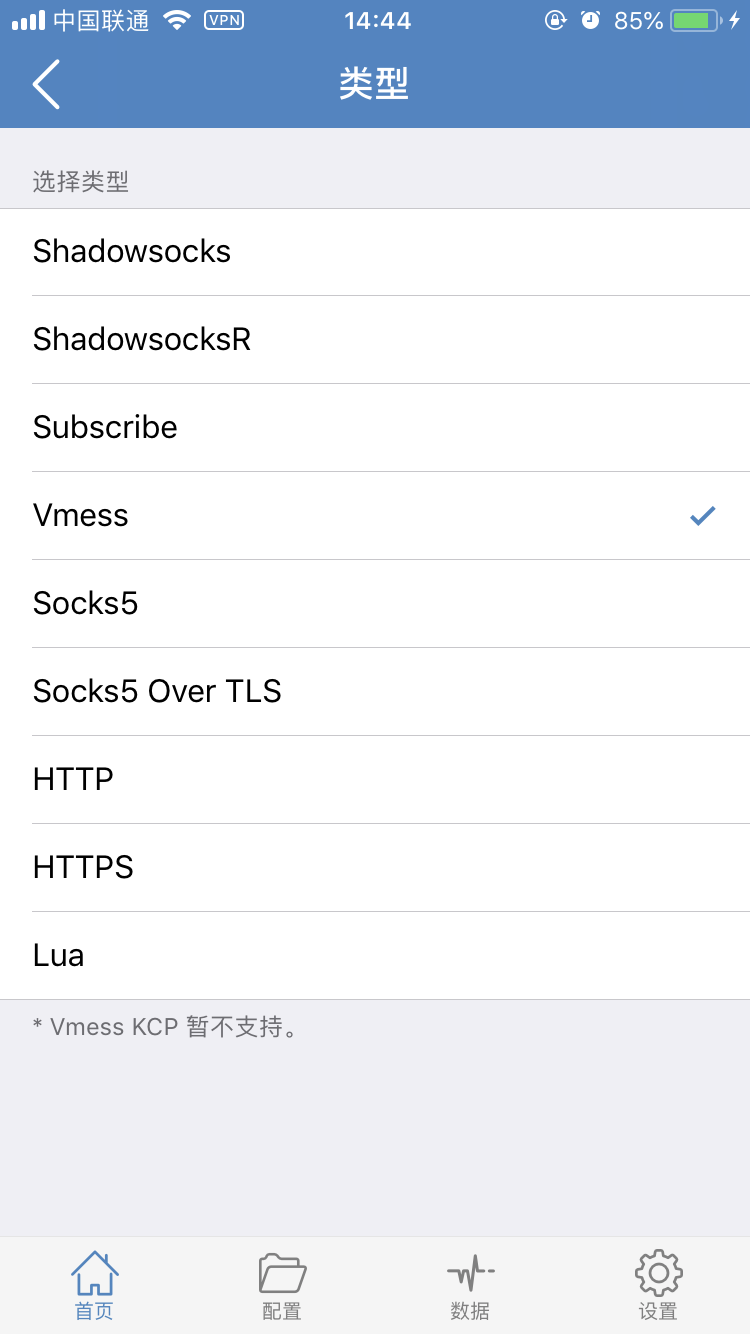 中国联通 VPN 14:44 85%
类型
选择类型
Shadowsocks
ShadowsocksR
Subscribe
Vmess
Socks5
Socks5 Over TLS
HTTP
HTTPS
Lua
* Vmess KCP 暂不支持。
首页 配置 数据 设置